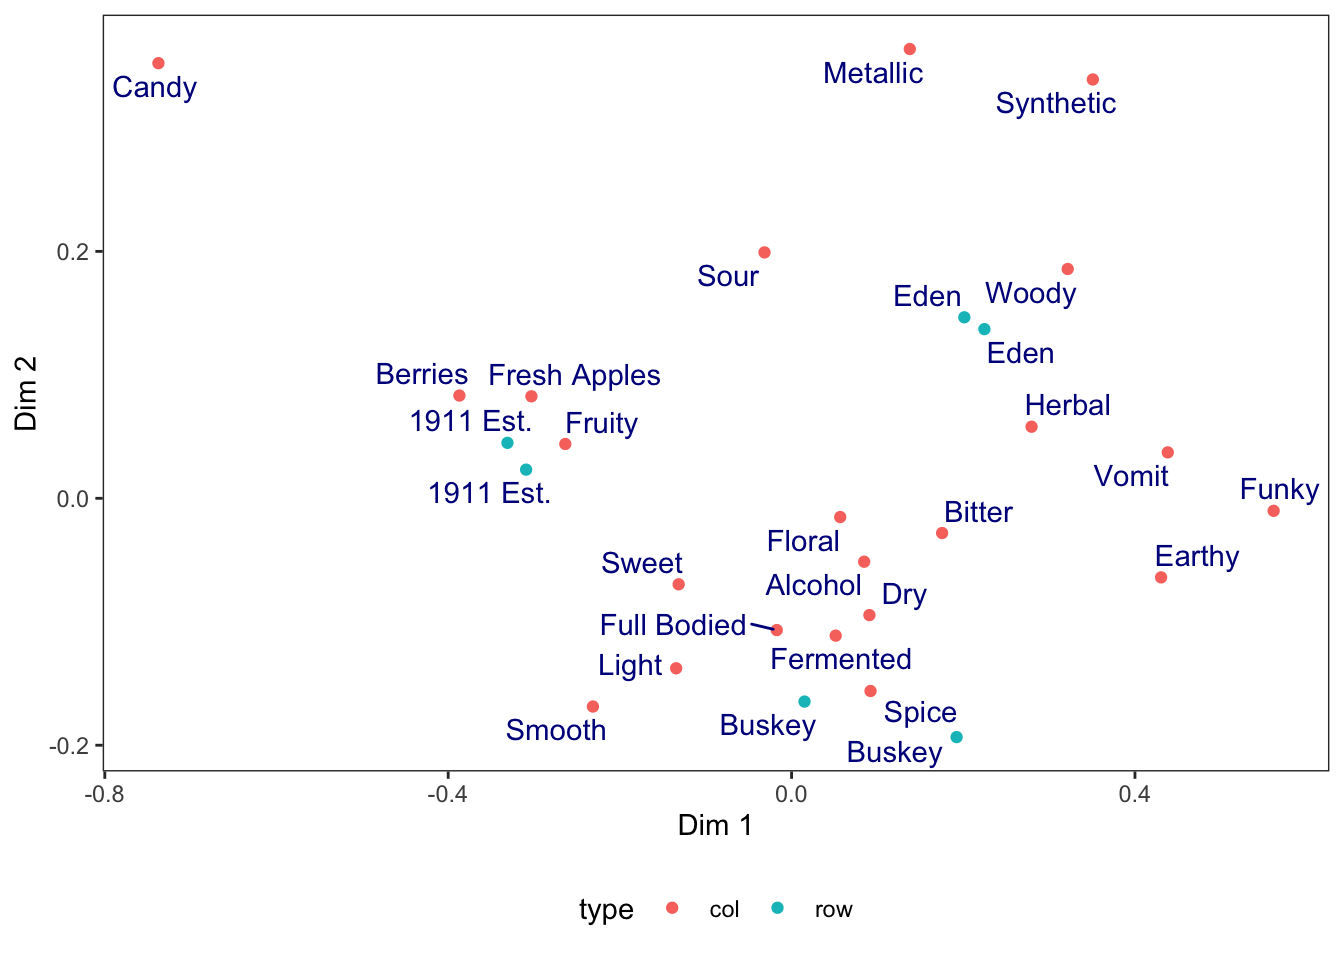 Candy
Metallic
Synthetic
Sour
Eden
Woody
Eden
Berries
Fresh Apples
1911 Est.
Fruity
1911 Est.
Herbal
Vomit
Funky
Bitter
Floral
Earthy
Sweet
Alcohol
Dry
Full Bodied
Fermented
Light
Smooth
Buskey
Spice
Buskey
0.2
0.0
-0.2
Dim 2
-0.8
-0.4
0.0
0.4
Dim 1
type
col
row